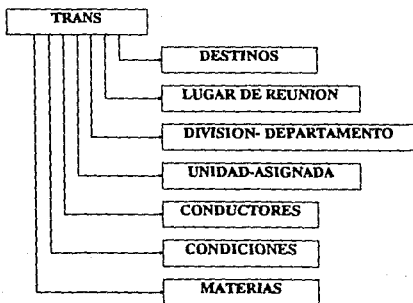 TRANS
DESTINOS
LUGAR DE REUNION
DIVISION- DEPARTAMENTO
UNIDAD-ASIGNADA
CONDUCTORES
CONDICIONES
MATERIAS